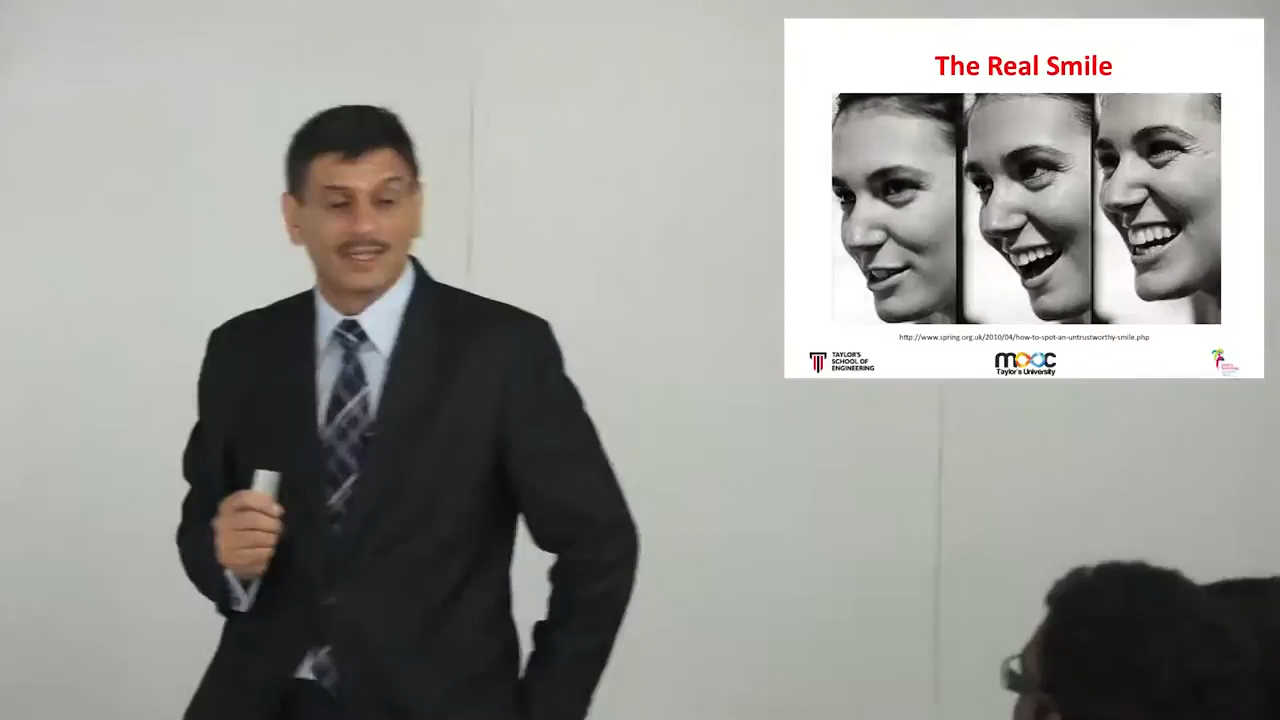 The Real Smile
http://www.spring.org.uk/2010/04/how-to-spot-an-untrustworthy-smile.php
TAYLOR'S
SCHOOL OF
ENGINEERING
mooc
Taylor's University